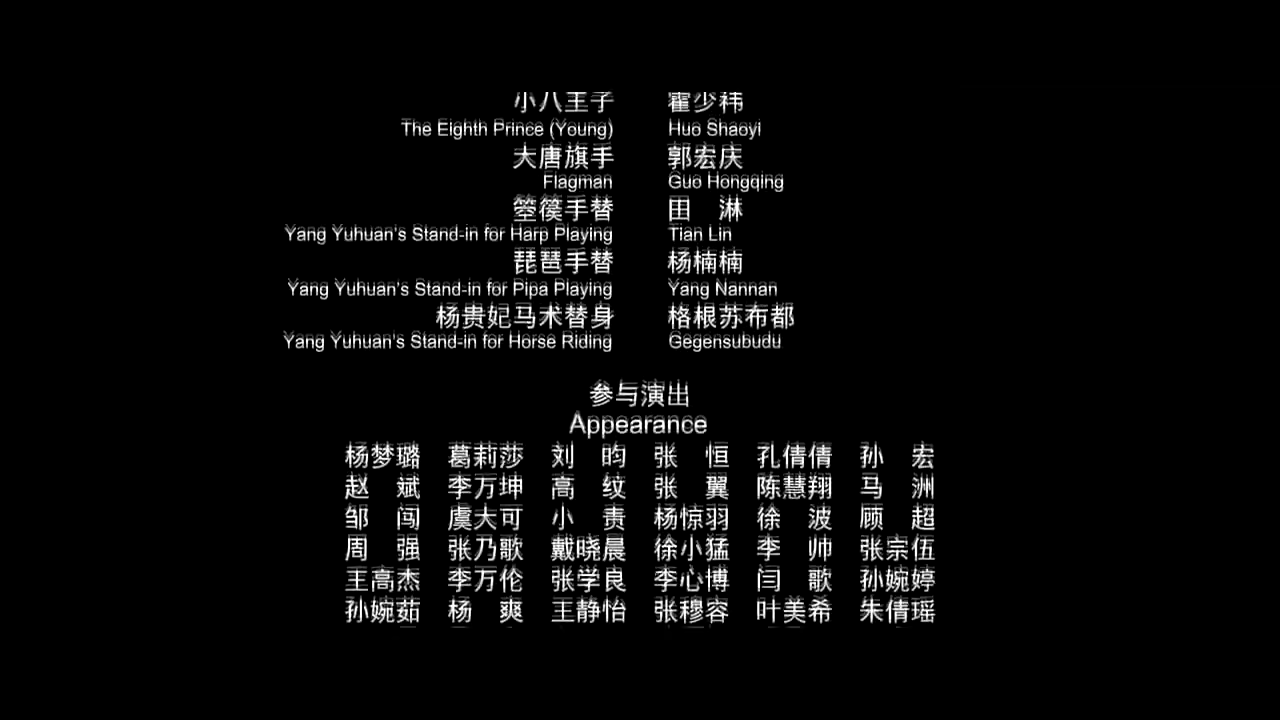 小八王子 霍少祎
The Eighth Prince (Young) Huo Shaoyi
大唐旗手 郭宏庆
Flagman Guo Hongqing
箜篌手替 田 淋
Yang Yuhuan's Stand-in for Harp Playing Tian Lin
琵琶手替 杨楠楠
Yang Yuhuan's Stand-in for Pipa Playing Yang Nannan
杨贵妃马术替身 格根苏布都
Yang Yuhuan's Stand-in for Horse Riding Gegensubudu
参与演出
Appearance
杨梦璐 葛莉莎 刘 昀 张 恒 孔倩倩 孙 宏
赵 斌 李万坤 高 纹 张 翼 陈慧翔 马 洲
邹 闯 虞大可 小 责 杨惊羽 徐 波 顾 超
周 强 张乃歌 戴晓晨 徐小猛 李 帅 张宗伍
王高杰 李万伦 张学良 李心博 闫 歌 孙婉婷
孙婉茹 杨 爽 王静怡 张穆容 叶美希 朱倩瑶